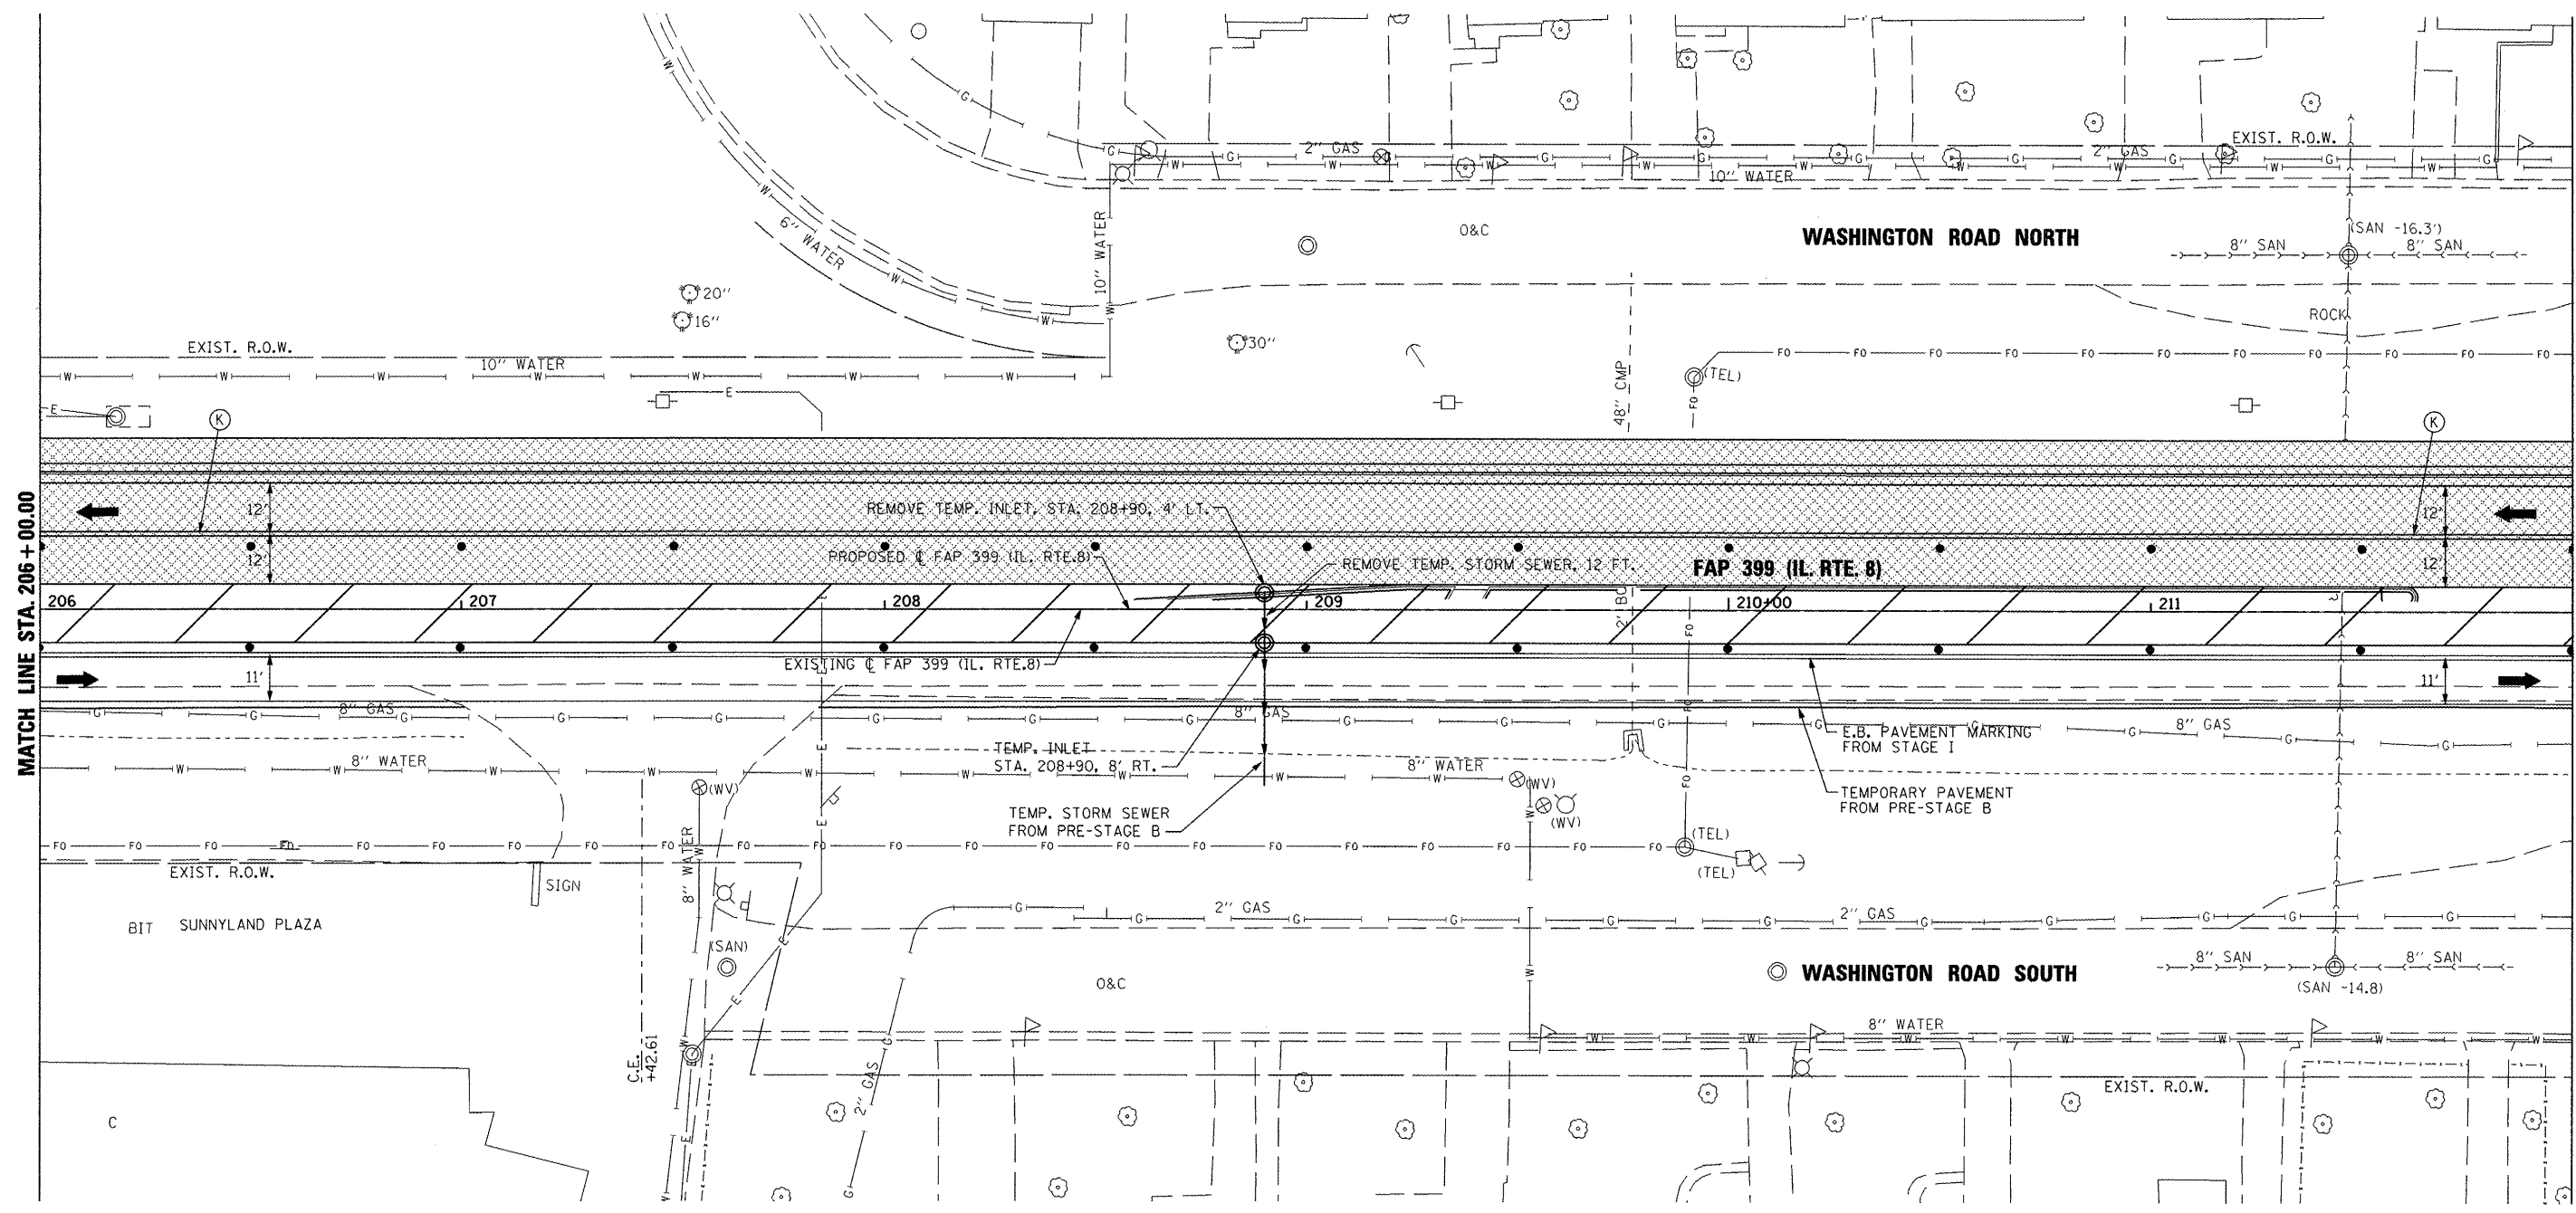 2" GAS
EXIST. R.O.W.
2" GAS
10" WATER
6" WATER
10" WATER
O&C
WASHINGTON ROAD NORTH
(SAN -16.3')
8" SAN
8" SAN
20"
16"
30"
ROCK
EXIST. R.O.W.
10" WATER
48" CMP
(TEL)
K
K
MATCH LINE STA. 206+00.00
12'
REMOVE TEMP. INLET, STA. 208+90, 4' LT.
12'
12'
PROPOSED ℄ FAP 399 (IL. RTE.8)
REMOVE TEMP. STORM SEWER, 12 FT.
FAP 399 (IL. RTE. 8)
12'
206
207
208
209
210+00
211
EXISTING ℄ FAP 399 (IL. RTE.8)
11'
11'
8" GAS
8" GAS
8" GAS
E.B. PAVEMENT MARKING
FROM STAGE I
TEMP. INLET
STA. 208+90, 8' RT.
8" WATER
8" WATER
(WV)
(WV)
(WV)
TEMPORARY PAVEMENT
FROM PRE-STAGE B
TEMP. STORM SEWER
FROM PRE-STAGE B
(TEL)
(TEL)
8" WATER
EXIST. R.O.W.
SIGN
BIT
SUNNYLAND PLAZA
2" GAS
2" GAS
(SAN)
O&C
WASHINGTON ROAD SOUTH
8" SAN
8" SAN
(SAN -14.8)
8" WATER
C.E.
+42.61
2" GAS
EXIST. R.O.W.
C